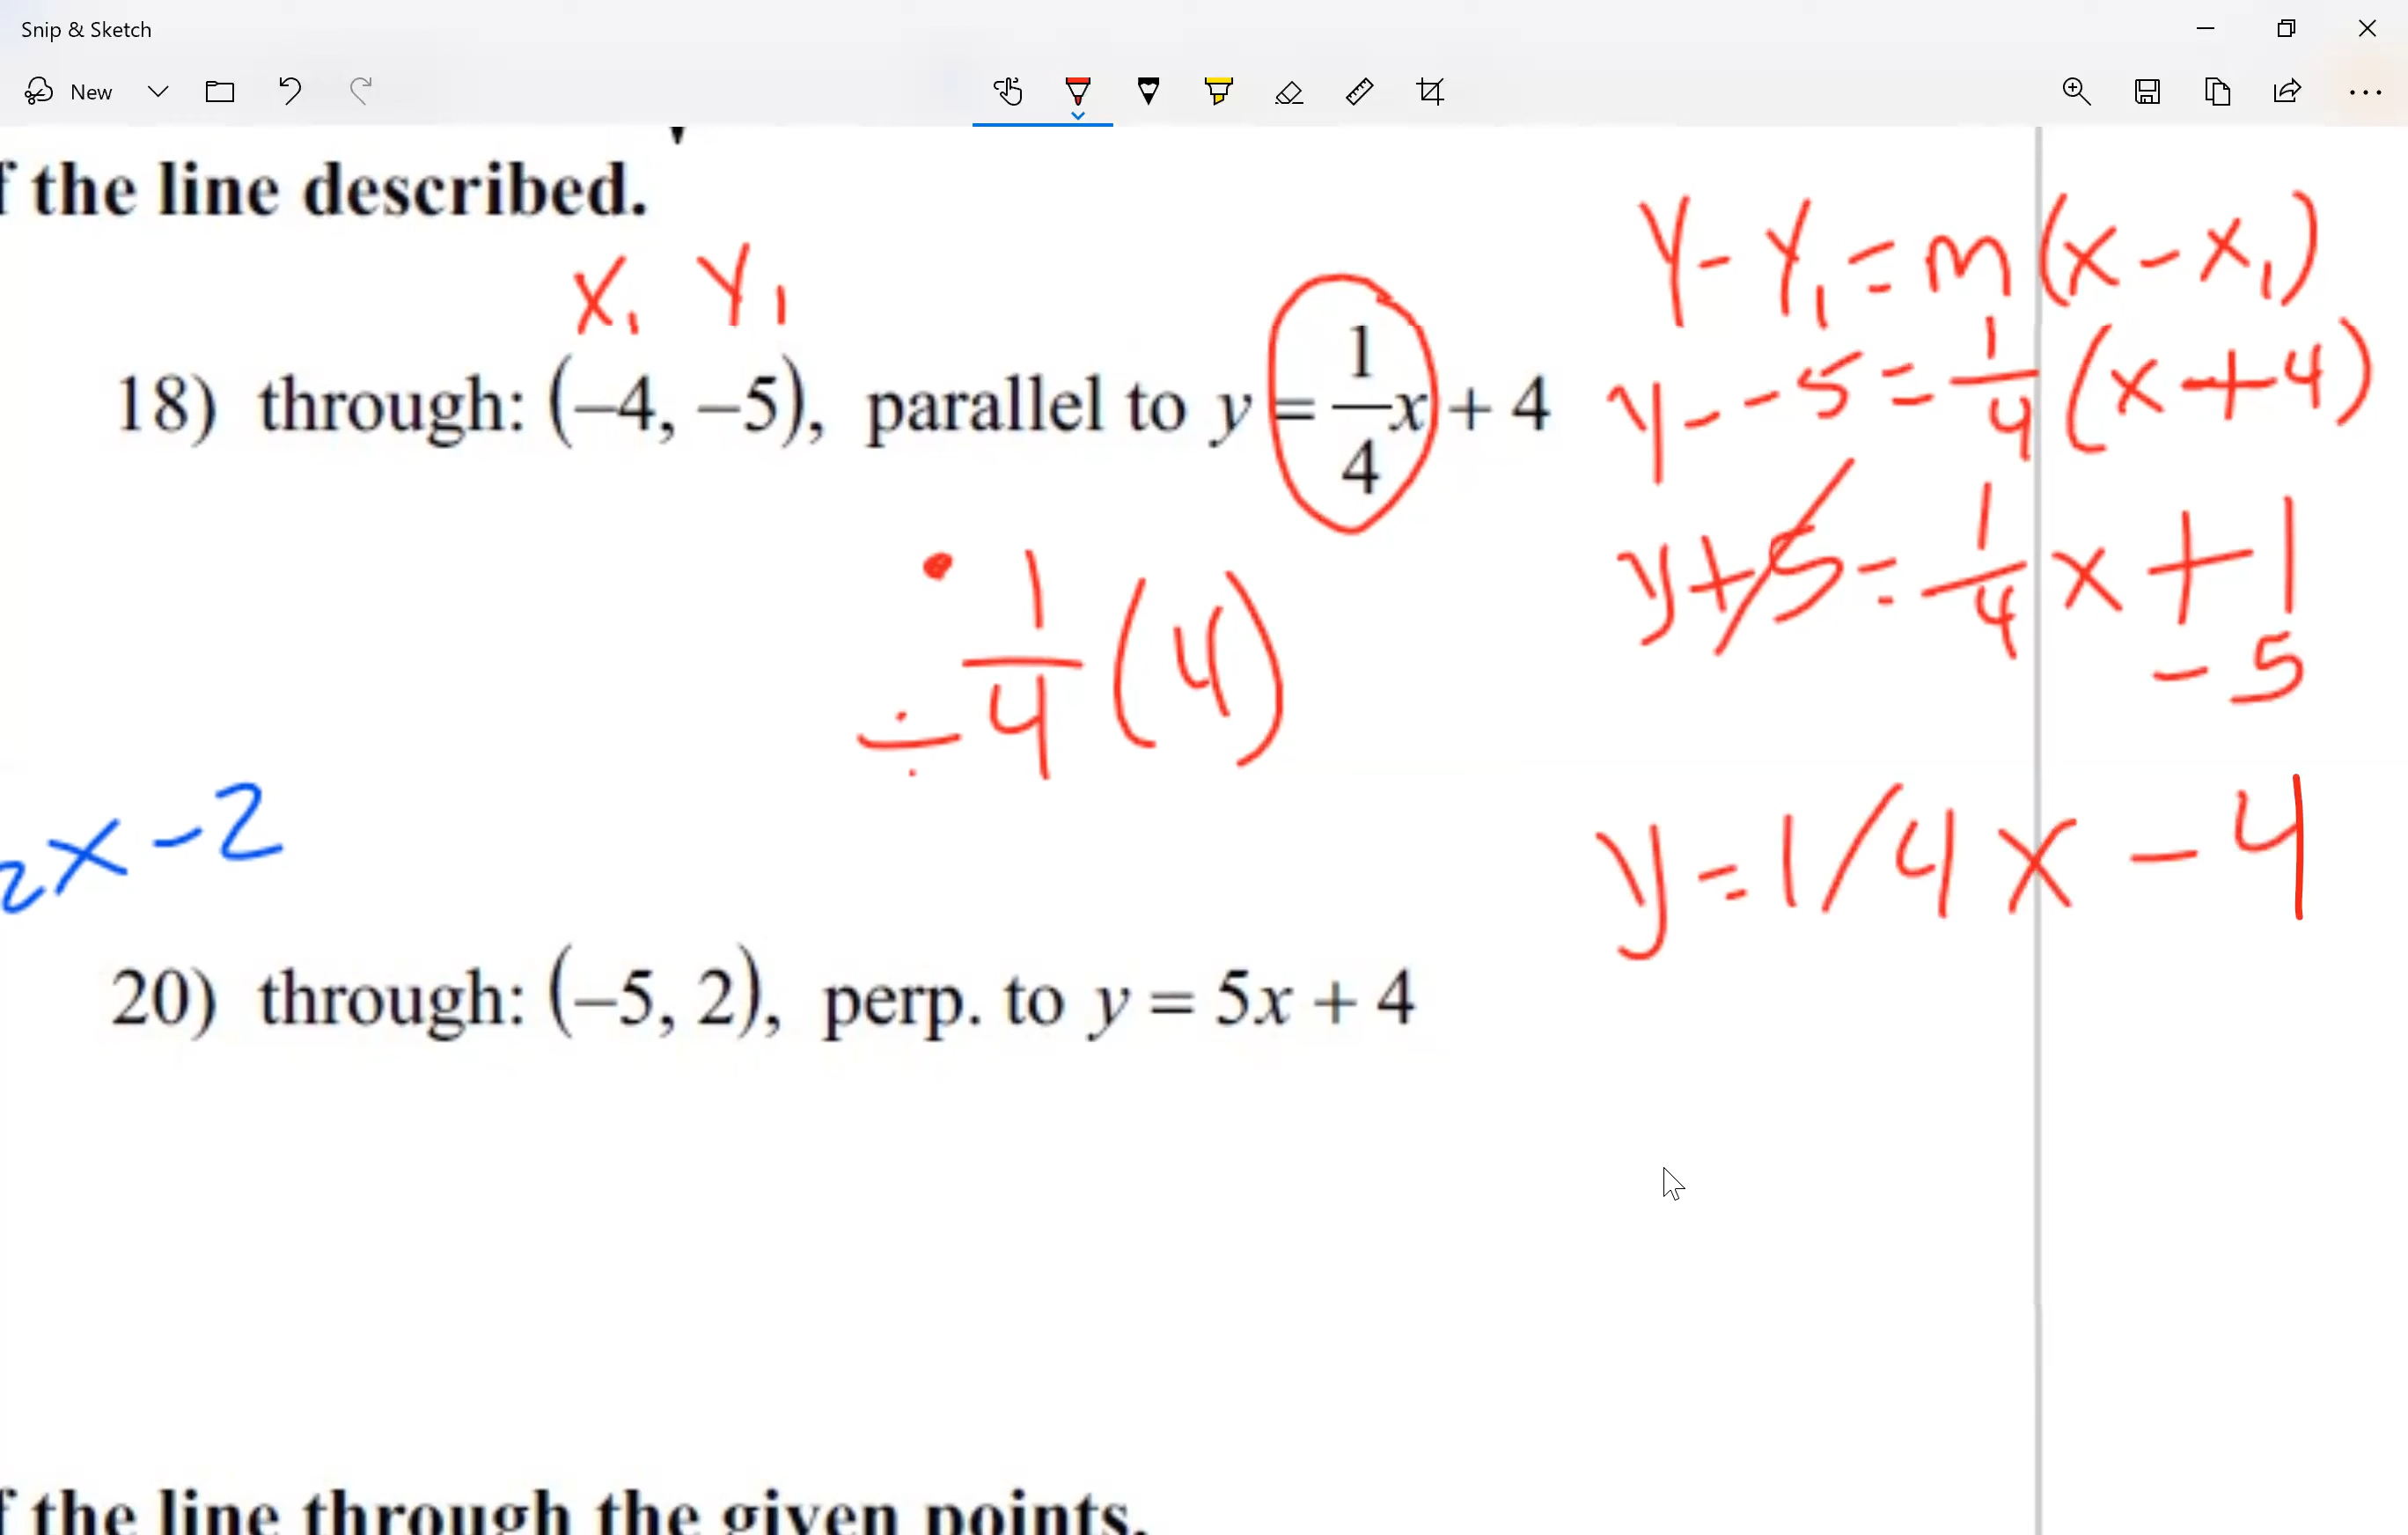 Snip & Sketch
New
f the line described.
X₁ Y₁
18) through: (–4, –5), parallel to y = 1/4 x + 4
Y - Y₁ = m(x - x₁)
y - -5 = 1/4 (x + 4)
y + 5 = 1/4 x + 1
- 5
÷ 1/4 (4)
y = 1/4 x - 4
2x - 2
20) through: (–5, 2), perp. to y = 5x + 4
f the line through the given points.